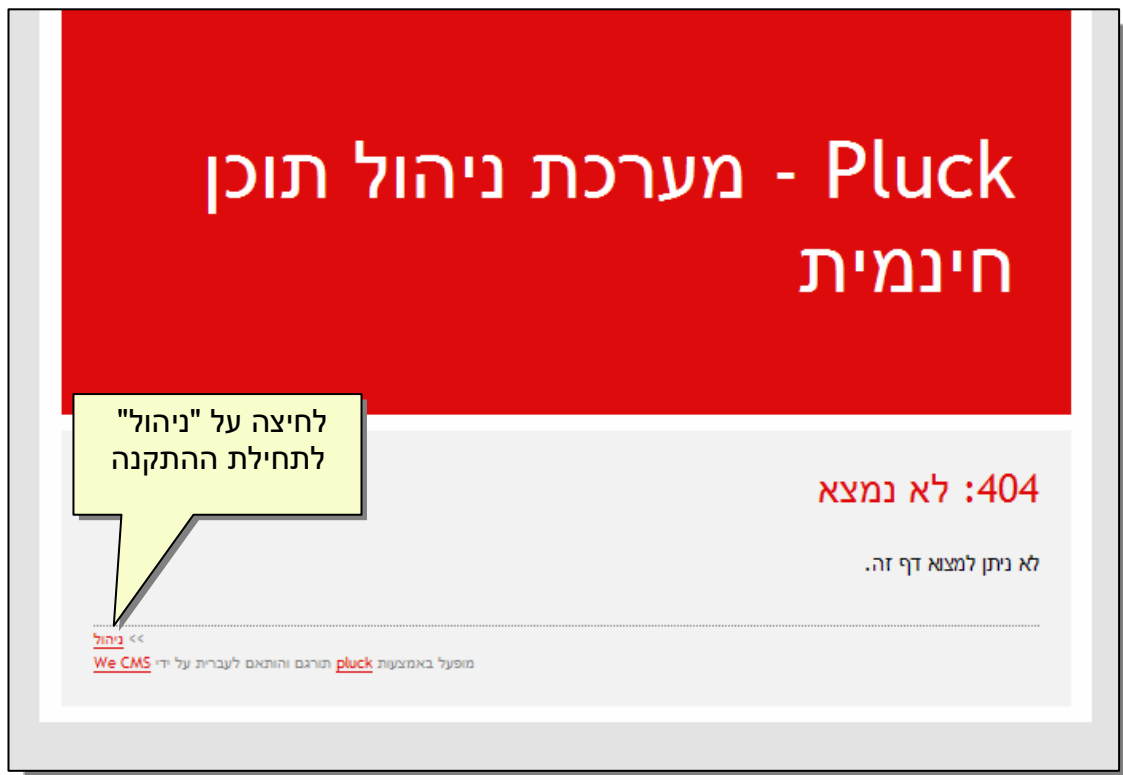 Pluck - מערכת ניהול תוכן
חינמית
לחיצה על "ניהול"
לתחילת ההתקנה
404: לא נמצא
לא ניתן למצוא דף זה.
>> ניהול
מופעל באמצעות pluck תורגם והותאם לעברית על ידי We CMS